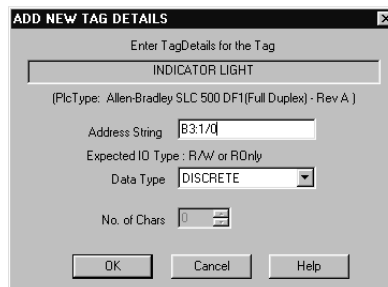 ADD NEW TAG DETAILS
Enter TagDetails for the Tag
INDICATOR LIGHT
(PlcType: Allen-Bradley SLC 500 DF1(Full Duplex) - Rev A )
Address String B3:1/0
Expected IO Type : R/W or ROnly
Data Type DISCRETE
No. of Chars 0
OK Cancel Help